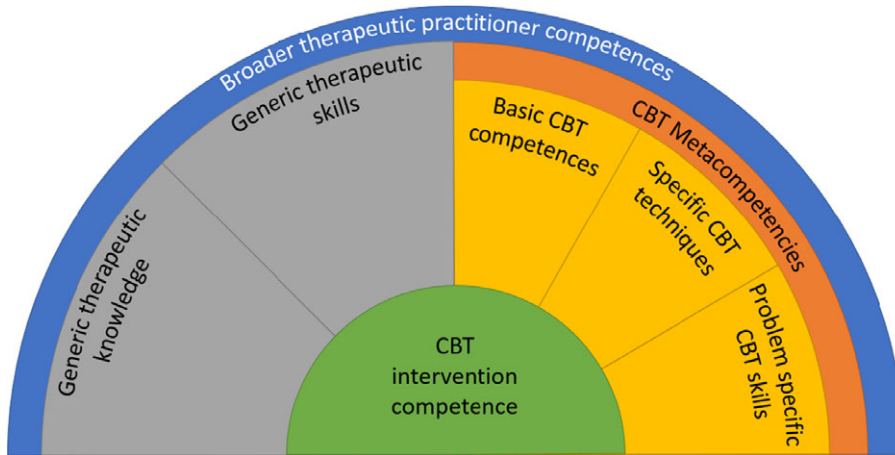 Broader therapeutic practitioner competences
Generic therapeutic
knowledge
Generic therapeutic
skills
Basic CBT
competences
CBT Metacompetencies
Specific CBT
techniques
Problem specific
CBT skills
CBT
intervention
competence